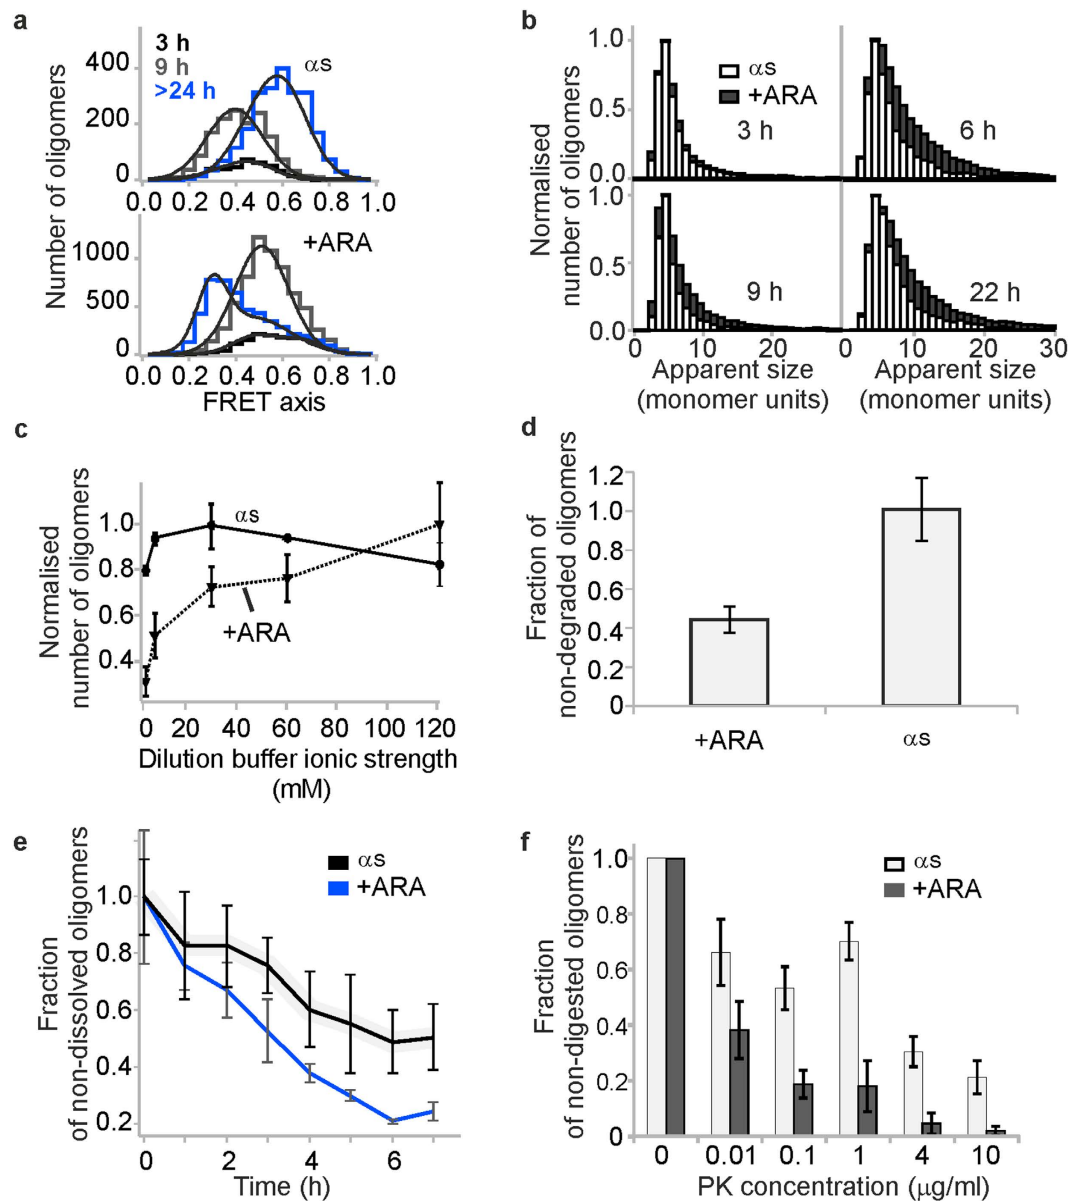 a
Number of oligomers
3 h
9 h
>24 h
αs
400
200
0
0.0 0.2 0.4 0.6 0.8 1.0
+ARA
1000
500
0
0.0 0.2 0.4 0.6 0.8 1.0
FRET axis
b
Normalised
number of oligomers
1.0
0.5
0.0
αs
+ARA
3 h
6 h
1.0
0.5
0.0
9 h
22 h
0 10 20
0 10 20 30
Apparent size
(monomer units)
Apparent size
(monomer units)
c
Normalised
number of oligomers
1.0
0.8
0.6
0.4
αs
+ARA
0 20 40 60 80 100 120
Dilution buffer ionic strength
(mM)
d
Fraction of
non-degraded oligomers
1.2
1.0
0.8
0.6
0.4
0.2
0
+ARA
αs
e
Fraction
of non-dissolved oligomers
1.0
0.8
0.6
0.4
0.2
αs
+ARA
0 2 4 6
Time (h)
f
Fraction
of non-digested oligomers
1.0
0.8
0.6
0.4
0.2
0
αs
+ARA
0 0.01 0.1 1 4 10
PK concentration (μg/ml)